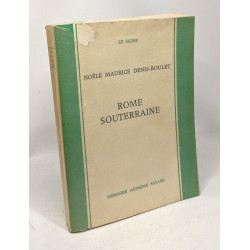 LE SIGNE
NOËLE MAURICE DENIS-BOULET
ROME
SOUTERRAINE
LIBRAIRIE ARTHÈME FAYARD